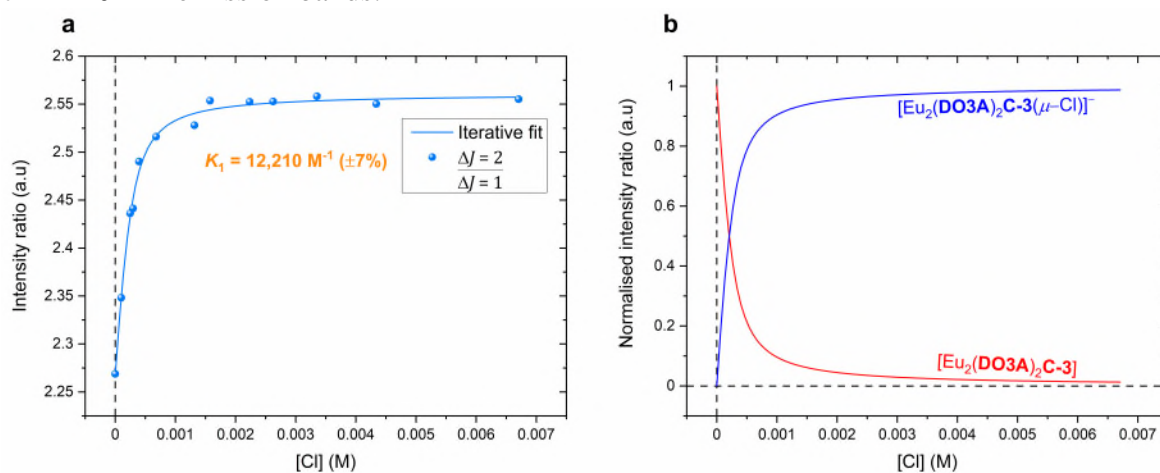 a
2.6
2.55
2.5
2.45
2.4
2.35
2.3
2.25
Intensity ratio (a.u)
Iterative fit
ΔJ = 2
ΔJ = 1
K₁ = 12,210 M⁻¹ (±7%)
0 0.001 0.002 0.003 0.004 0.005 0.006 0.007
[Cl] (M)
b
1
0.8
0.6
0.4
0.2
0
Normalised intensity ratio (a.u)
[Eu₂(DO3A)₂C-3(μ–Cl)]⁻
[Eu₂(DO3A)₂C-3]
0 0.001 0.002 0.003 0.004 0.005 0.006 0.007
[Cl] (M)